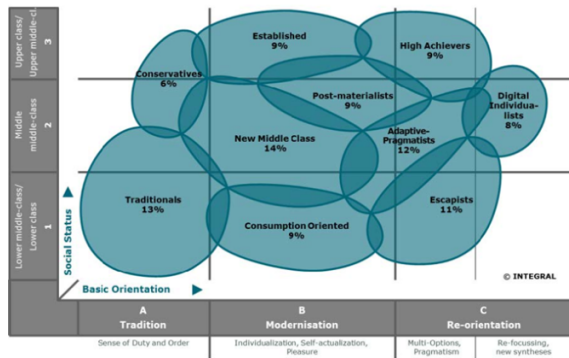 Upper class/
Upper middle-cl.
3
Middle
middle-class
2
Lower middle-class/
Lower class
1
Social Status
Established
9%
High Achievers
9%
Conservatives
6%
Post-materialists
9%
Digital
Individua-
lists
8%
New Middle Class
14%
Adaptive-
Pragmatists
12%
Traditionals
13%
Consumption Oriented
9%
Escapists
11%
© INTEGRAL
Basic Orientation
A
Tradition
B
Modernisation
C
Re-orientation
Sense of Duty and Order
Individualization, Self-actualization,
Pleasure
Multi-Options,
Pragmatism
Re-focussing,
new syntheses